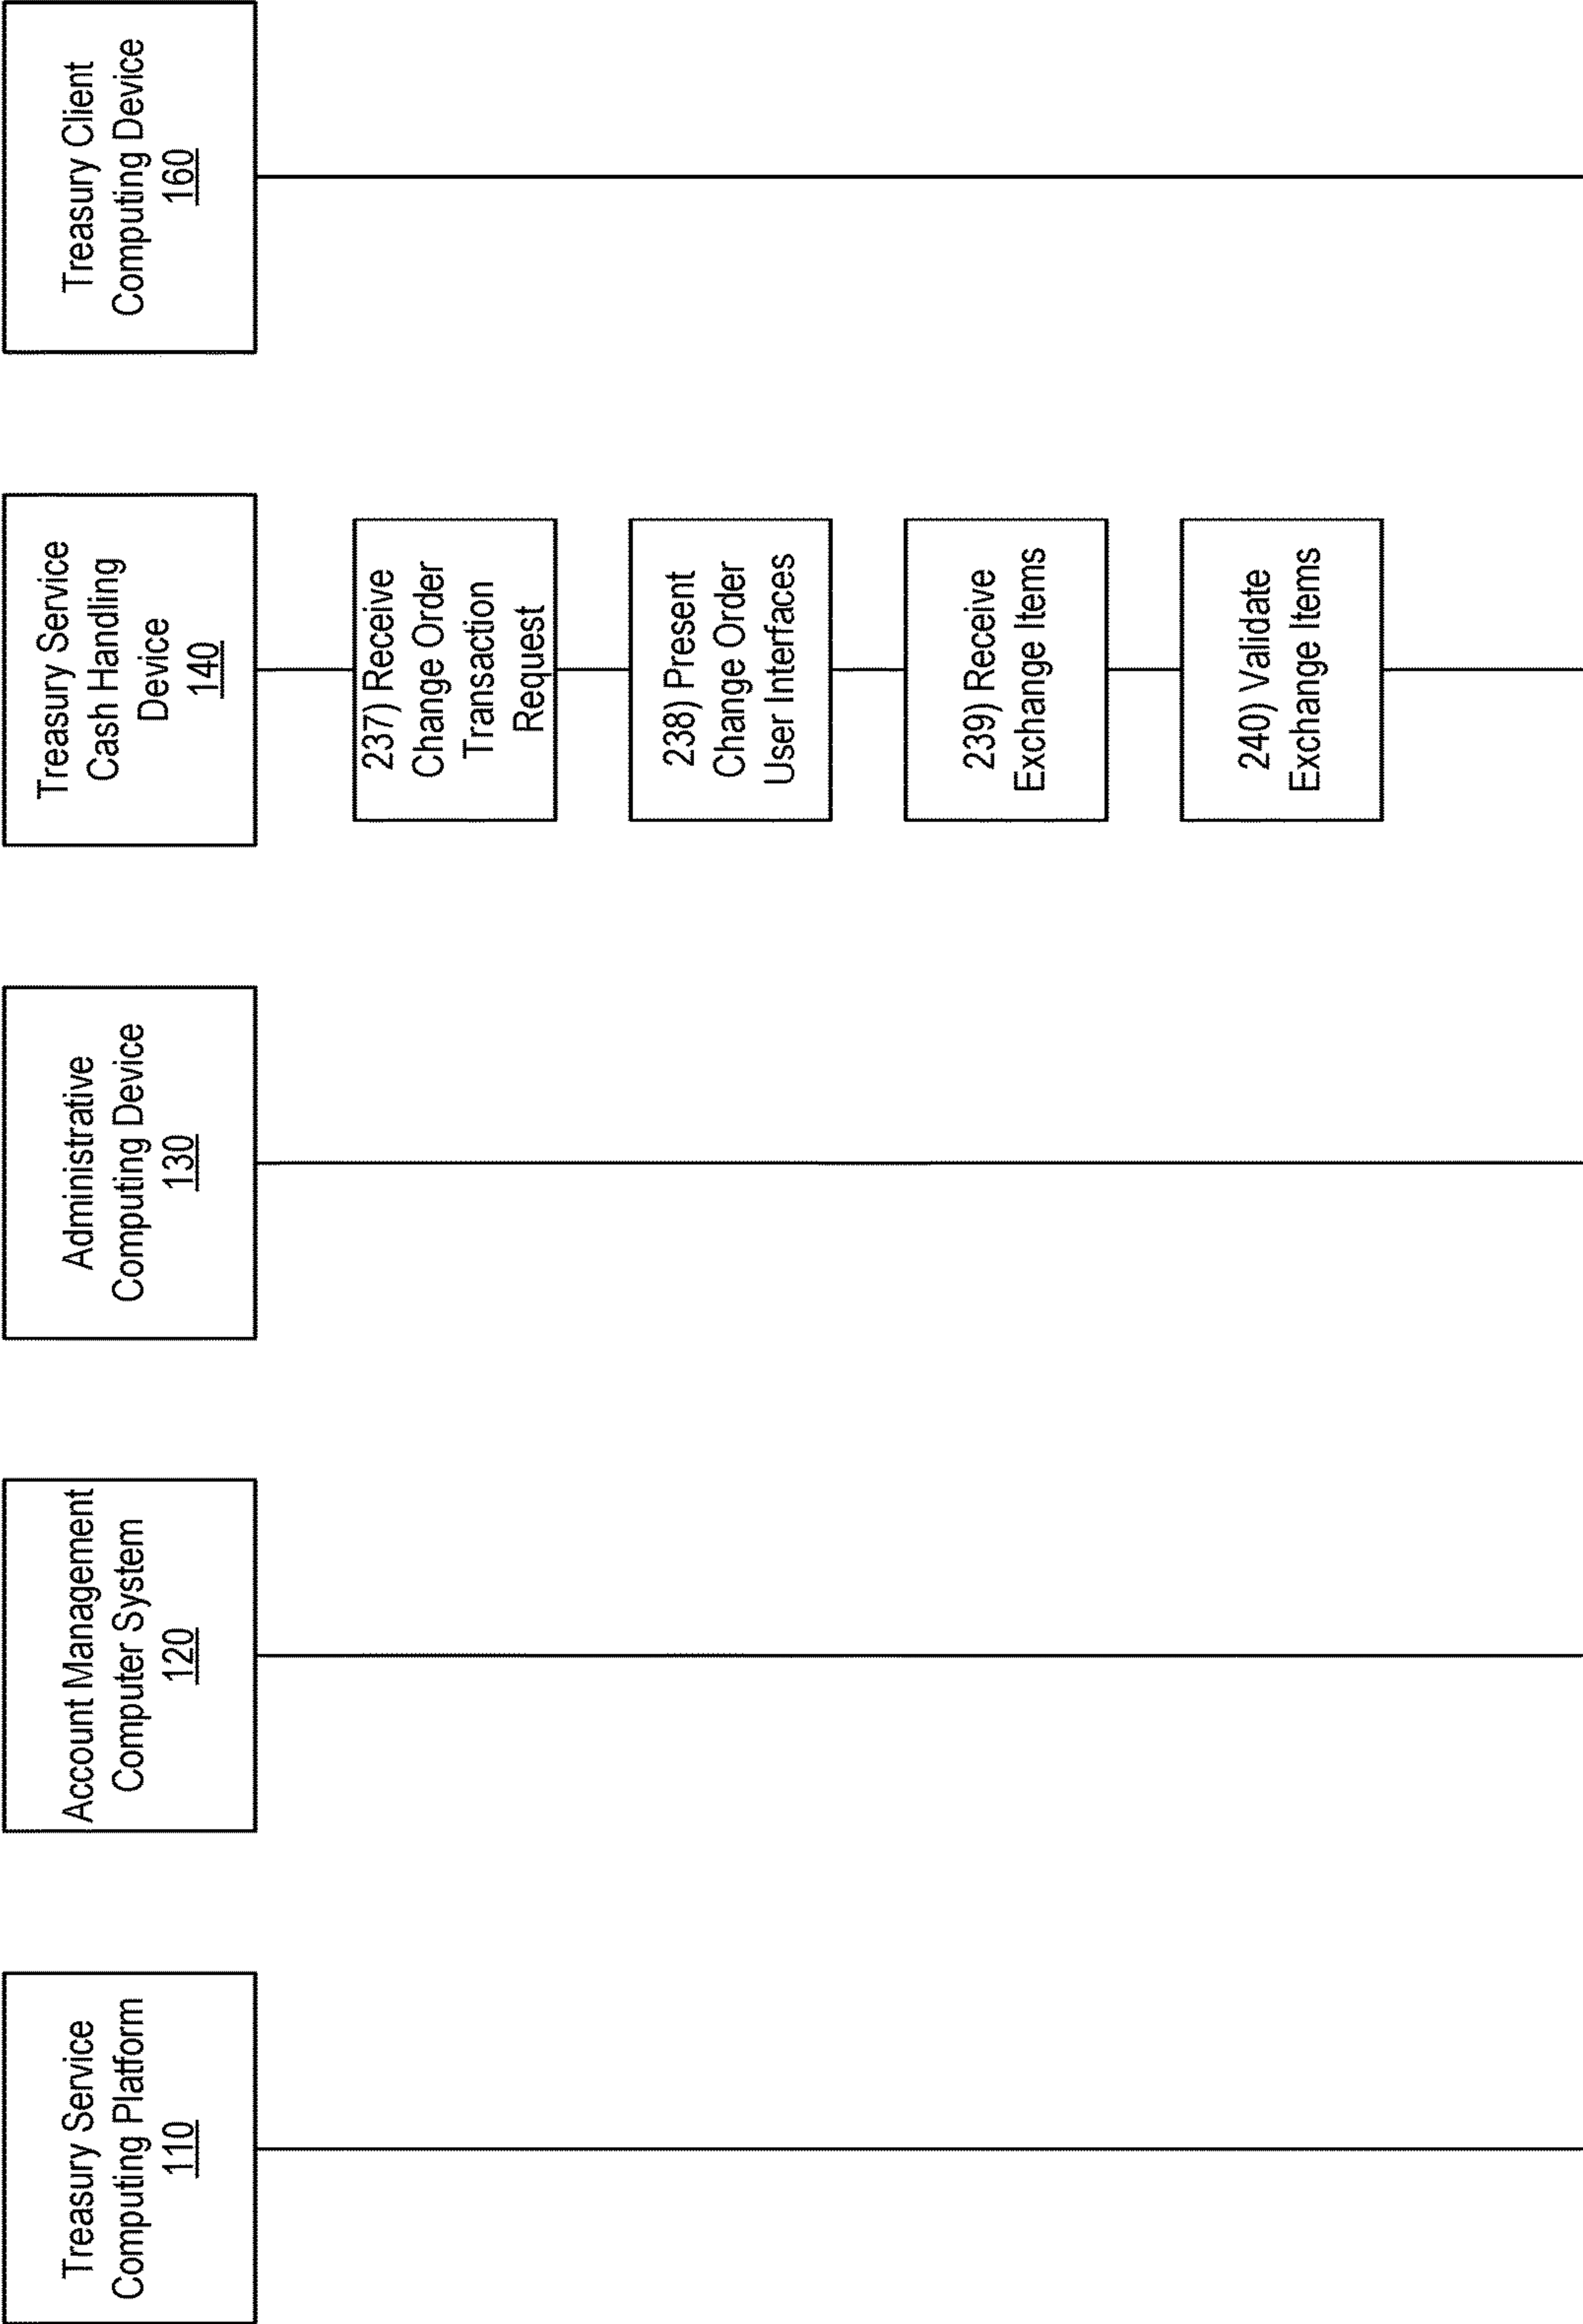 Treasury Service
Computing Platform
110
Account Management
Computer System
120
Administrative
Computing Device
130
Treasury Service
Cash Handling
Device
140
Treasury Client
Computing Device
160
237) Receive
Change Order
Transaction
Request
238) Present
Change Order
User Interfaces
239) Receive
Exchange Items
240) Validate
Exchange Items